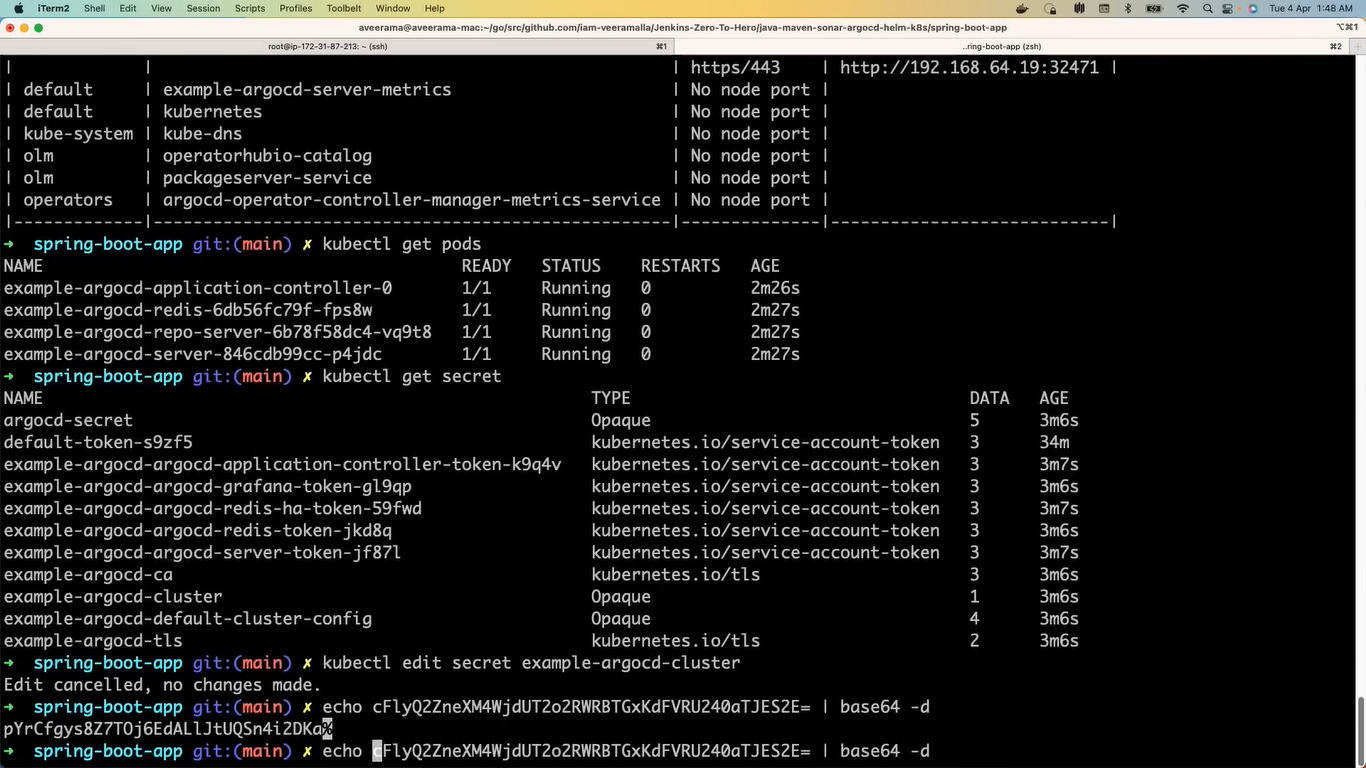 iTerm2 Shell Edit View Session Scripts Profiles Toolbelt Window Help Tue 4 Apr 1:48 AM
aveerama@aveerama-mac:~/go/src/github.com/iam-veeramalla/Jenkins-Zero-To-Hero/java-maven-sonar-argocd-helm-k8s/spring-boot-app ⌥⌘1
root@ip-172-31-87-213: ~ (ssh) ⌘1 ..ring-boot-app (zsh) ⌘2
| | | https/443 | http://192.168.64.19:32471 |
| default | example-argocd-server-metrics | No node port |
| default | kubernetes | No node port |
| kube-system | kube-dns | No node port |
| olm | operatorhubio-catalog | No node port |
| olm | packageserver-service | No node port |
| operators | argocd-operator-controller-manager-metrics-service | No node port |
|-------------|----------------------------------------------------|--------------|----------------------------|
➜ spring-boot-app git:(main) ✗ kubectl get pods
NAME READY STATUS RESTARTS AGE
example-argocd-application-controller-0 1/1 Running 0 2m26s
example-argocd-redis-6db56fc79f-fps8w 1/1 Running 0 2m27s
example-argocd-repo-server-6b78f58dc4-vq9t8 1/1 Running 0 2m27s
example-argocd-server-846cdb99cc-p4jdc 1/1 Running 0 2m27s
➜ spring-boot-app git:(main) ✗ kubectl get secret
NAME TYPE DATA AGE
argocd-secret Opaque 5 3m6s
default-token-s9zf5 kubernetes.io/service-account-token 3 34m
example-argocd-argocd-application-controller-token-k9q4v kubernetes.io/service-account-token 3 3m7s
example-argocd-argocd-grafana-token-gl9qp kubernetes.io/service-account-token 3 3m6s
example-argocd-argocd-redis-ha-token-59fwd kubernetes.io/service-account-token 3 3m7s
example-argocd-argocd-redis-token-jkd8q kubernetes.io/service-account-token 3 3m6s
example-argocd-argocd-server-token-jf87l kubernetes.io/service-account-token 3 3m7s
example-argocd-ca kubernetes.io/tls 3 3m6s
example-argocd-cluster Opaque 1 3m6s
example-argocd-default-cluster-config Opaque 4 3m6s
example-argocd-tls kubernetes.io/tls 2 3m6s
➜ spring-boot-app git:(main) ✗ kubectl edit secret example-argocd-cluster
Edit cancelled, no changes made.
➜ spring-boot-app git:(main) ✗ echo cFlyQ2ZneXM4WjdUT2o2RWRBTGxKdFVRU240aTJES2E= | base64 -d
pYrCfgys8Z7TOj6EdALlJtUQSn4i2DKa%
➜ spring-boot-app git:(main) ✗ echo cFlyQ2ZneXM4WjdUT2o2RWRBTGxKdFVRU240aTJES2E= | base64 -d